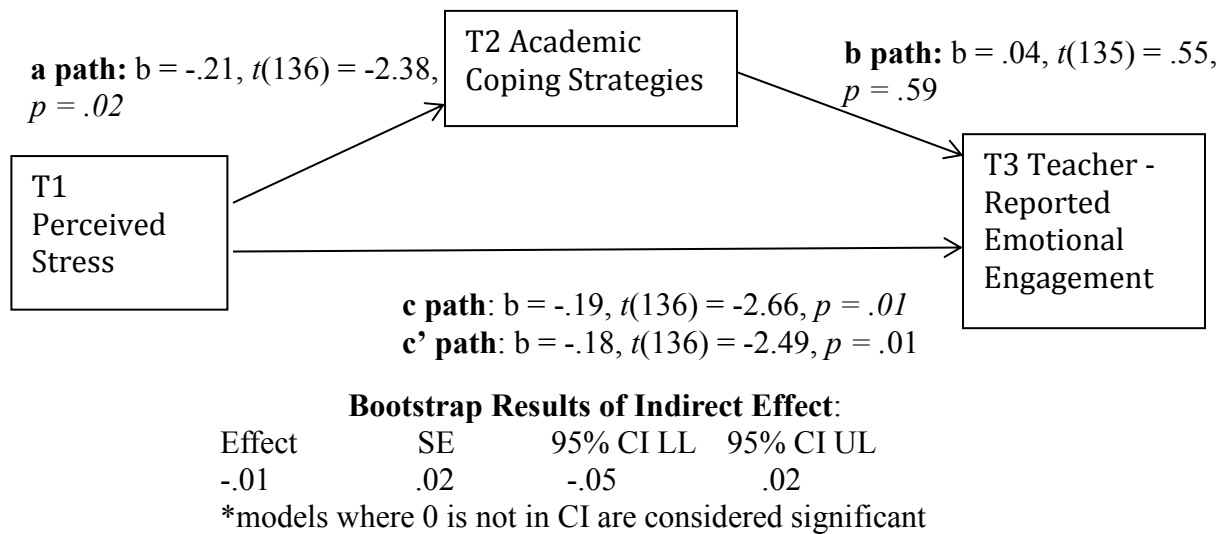 a path: b = -.21, t(136) = -2.38,
p = .02
T2 Academic
Coping Strategies
b path: b = .04, t(135) = .55,
p = .59
T1
Perceived
Stress
T3 Teacher -
Reported
Emotional
Engagement
c path: b = -.19, t(136) = -2.66, p = .01
c’ path: b = -.18, t(136) = -2.49, p = .01
Bootstrap Results of Indirect Effect:
Effect SE 95% CI LL 95% CI UL
-.01 .02 -.05 .02
*models where 0 is not in CI are considered significant